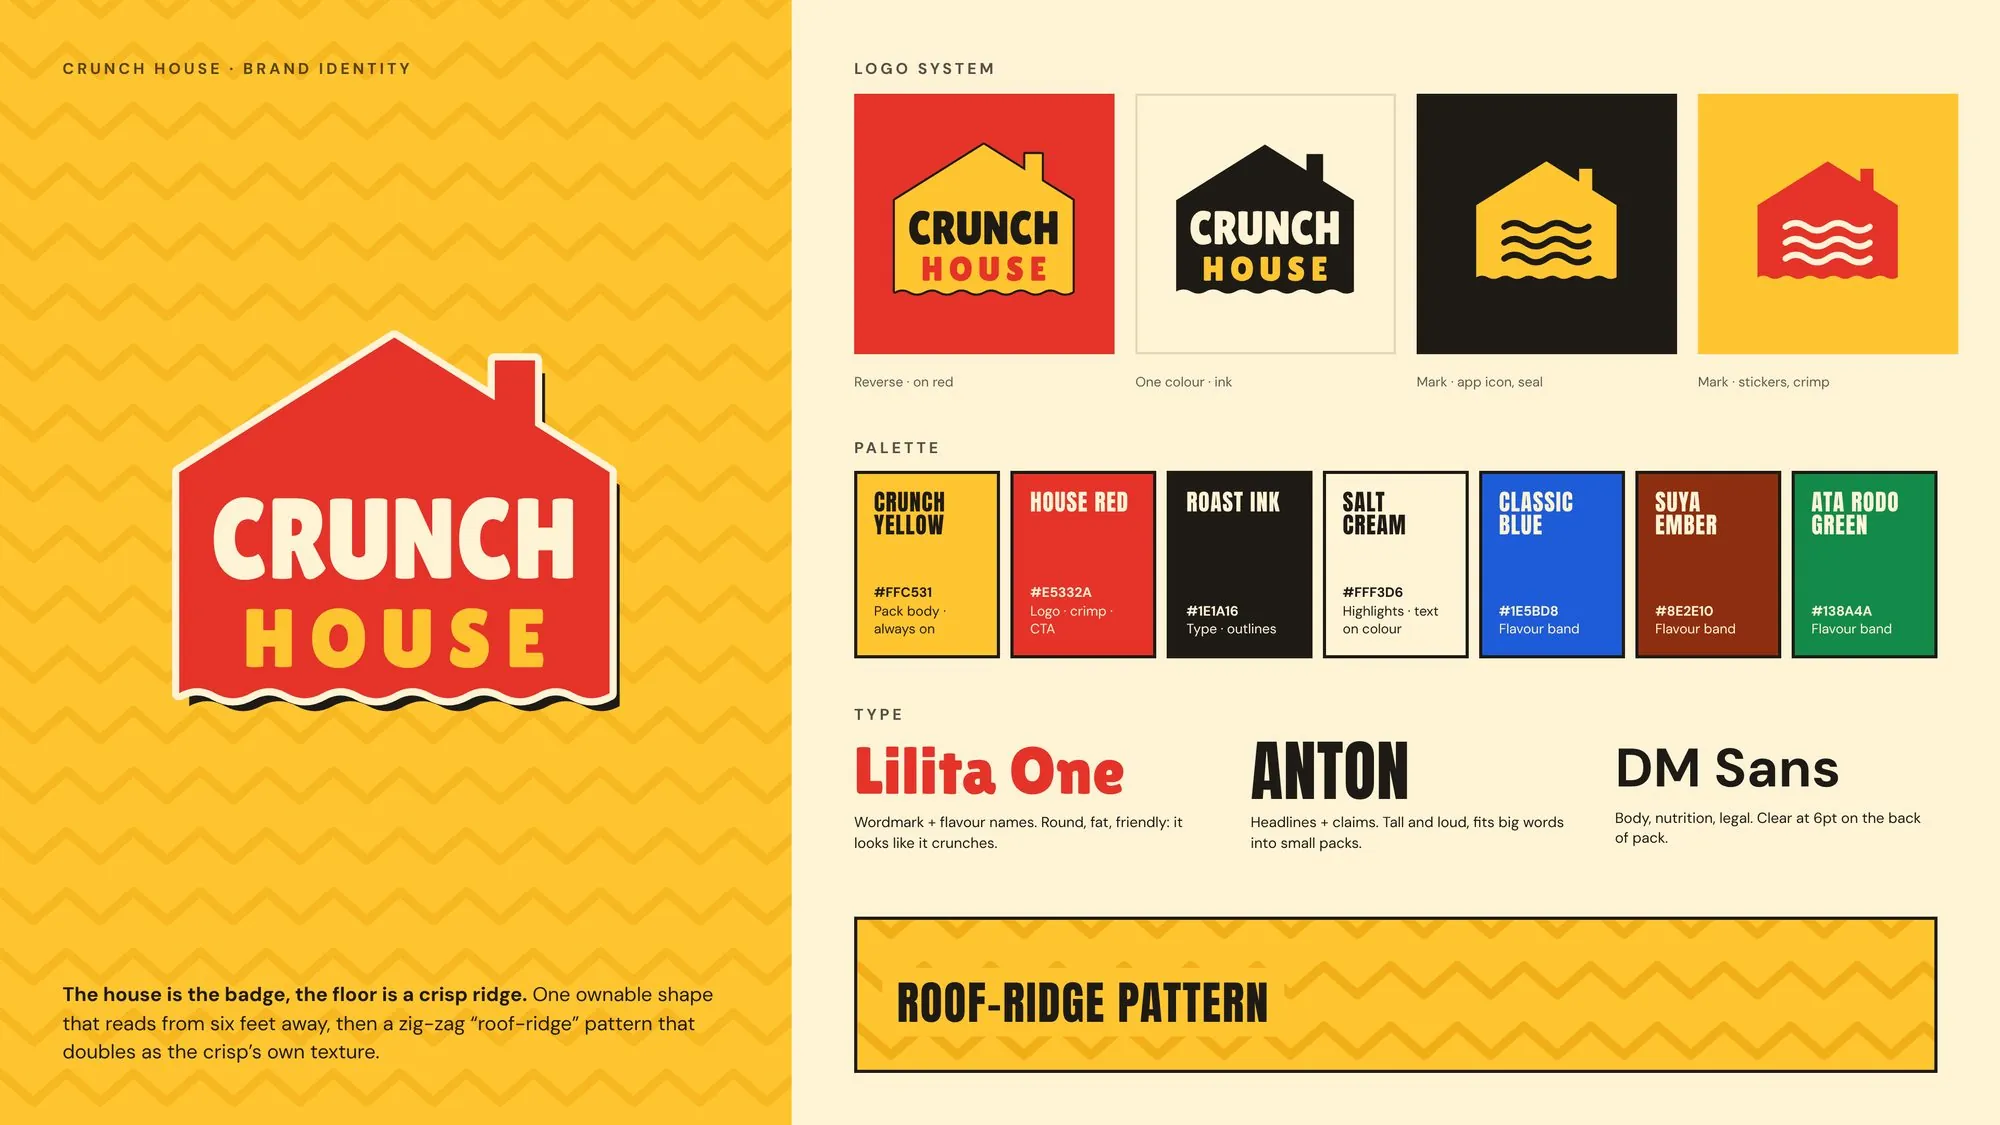 CRUNCH HOUSE · BRAND IDENTITY
CRUNCH
HOUSE
The house is the badge, the floor is a crisp ridge. One ownable shape
that reads from six feet away, then a zig-zag “roof-ridge” pattern that
doubles as the crisp’s own texture.
LOGO SYSTEM
CRUNCH
HOUSE
Reverse · on red
CRUNCH
HOUSE
One colour · ink
Mark · app icon, seal
Mark · stickers, crimp
PALETTE
CRUNCH
YELLOW
#FFC531
Pack body ·
always on
HOUSE RED
#E5332A
Logo · crimp ·
CTA
ROAST INK
#1E1A16
Type · outlines
SALT
CREAM
#FFF3D6
Highlights · text
on colour
CLASSIC
BLUE
#1E5BD8
Flavour band
SUYA
EMBER
#8E2E10
Flavour band
ATA RODO
GREEN
#138A4A
Flavour band
TYPE
Lilita One
Wordmark + flavour names. Round, fat, friendly: it
looks like it crunches.
ANTON
Headlines + claims. Tall and loud, fits big words
into small packs.
DM Sans
Body, nutrition, legal. Clear at 6pt on the back
of pack.
ROOF-RIDGE PATTERN